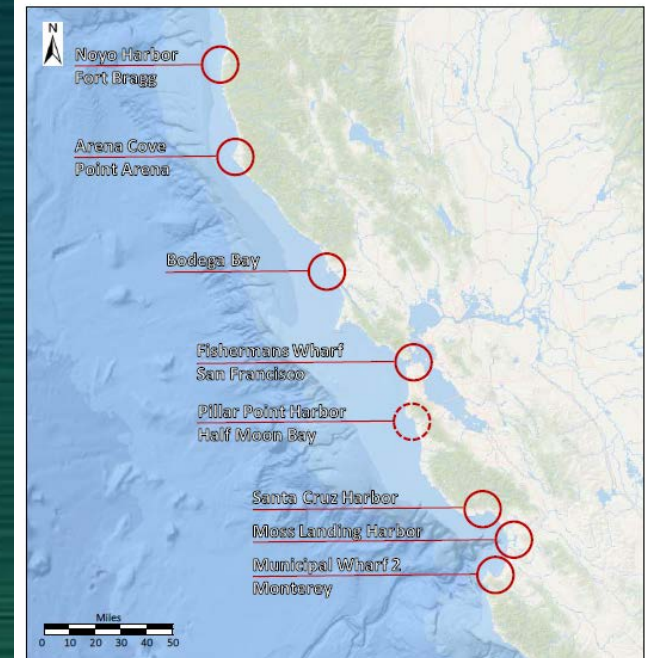 N
Noyo Harbor
Fort Bragg
Arena Cove
Point Arena
Bodega Bay
Fishermans Wharf
San Francisco
Pillar Point Harbor
Half Moon Bay
Santa Cruz Harbor
Moss Landing Harbor
Municipal Wharf 2
Monterey
Miles
0 10 20 30 40 50